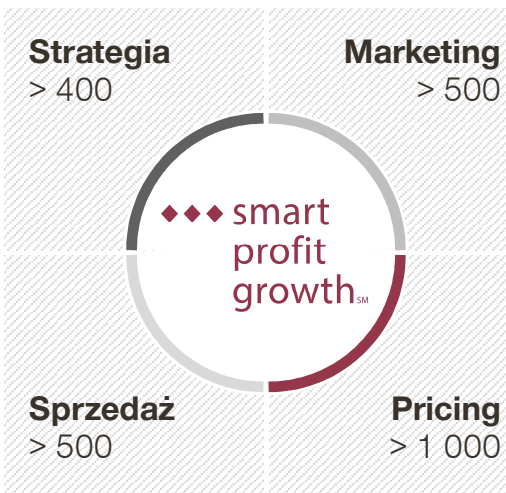 Strategia
> 400
Marketing
> 500
smart
profit
growth SM
Sprzedaż
> 500
Pricing
> 1 000